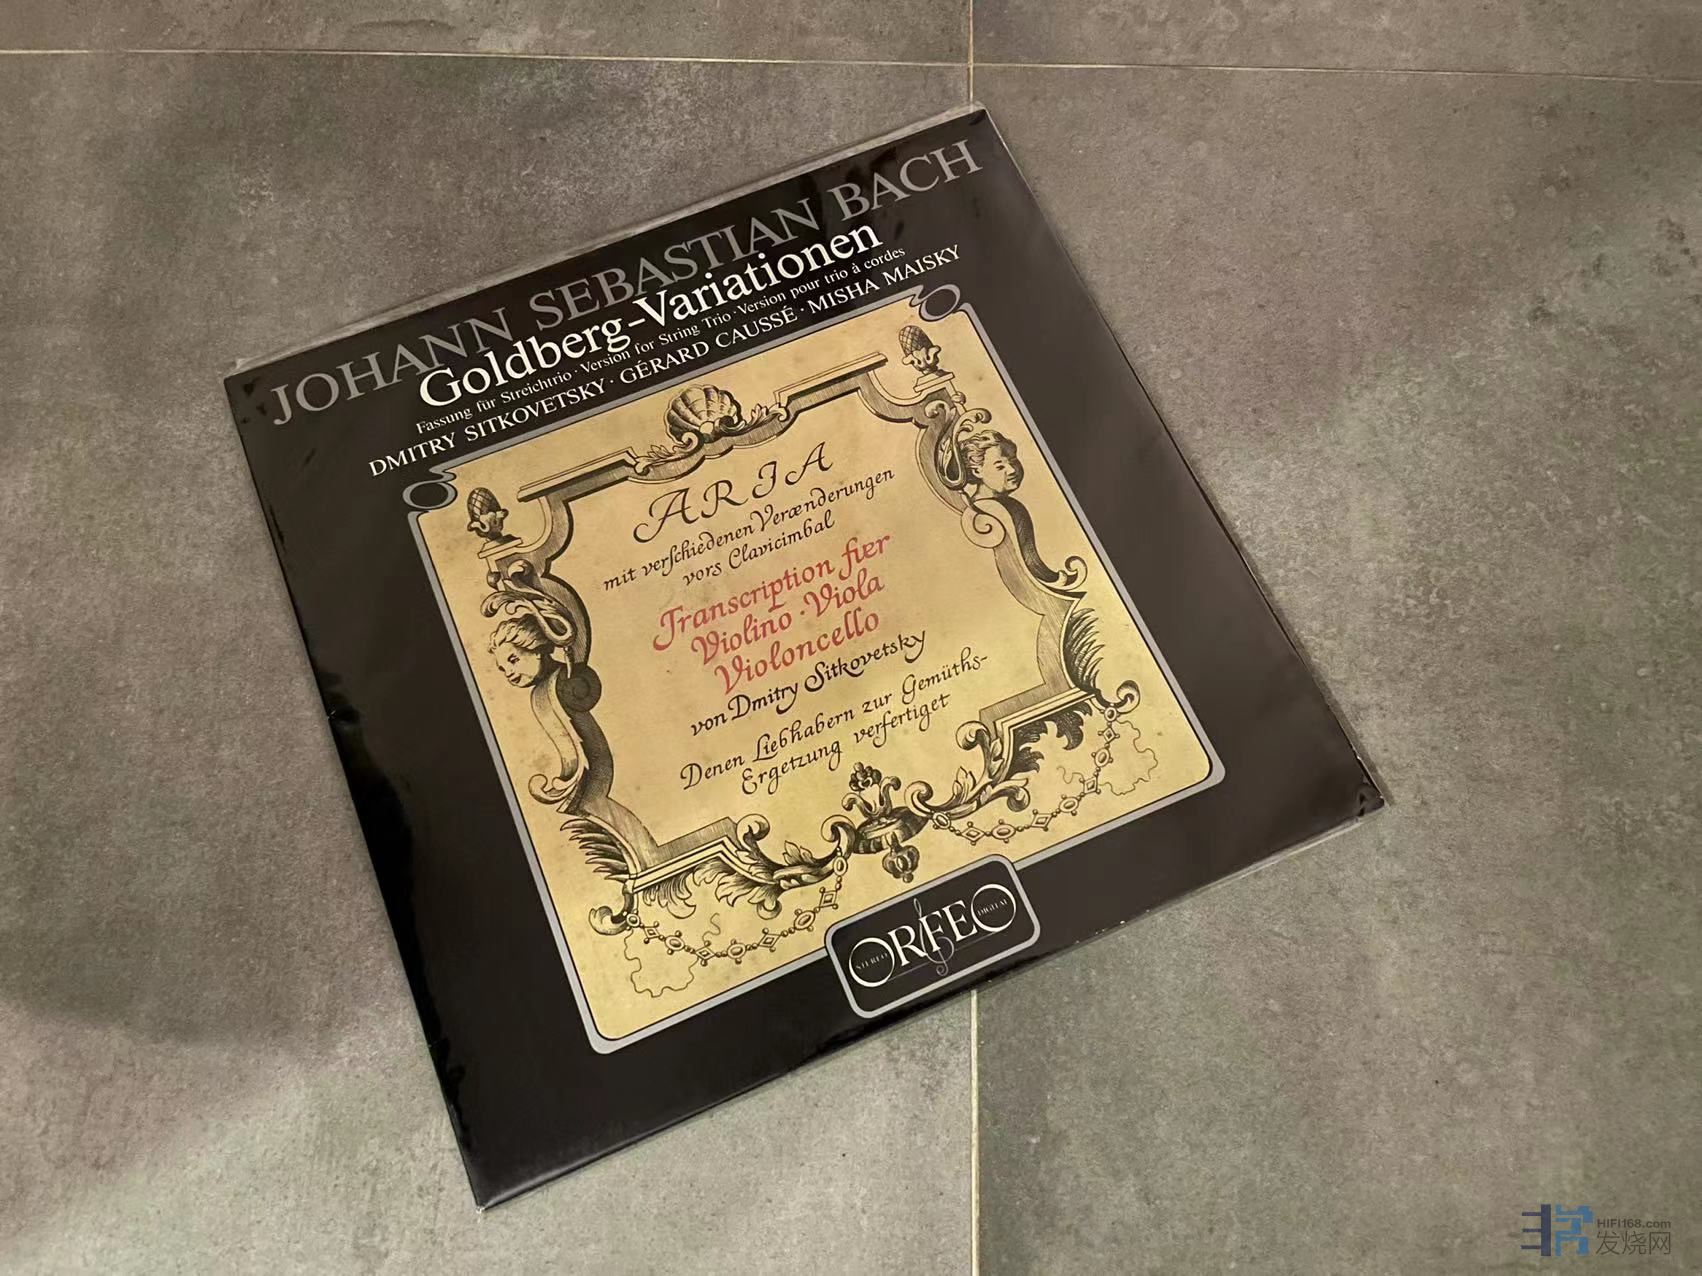 JOHANN SEBASTIAN BACH
Goldberg-Variationen
Fassung für Streichtrio · Version for String Trio · Version pour trio à cordes
DMITRY SITKOVETSKY · GÉRARD CAUSSÉ · MISHA MAISKY
ARIA
mit verschiedenen Verænderungen
vors Clavicimbal
Transcription fuer
Violino · Viola
Violoncello
von Dmitry Sitkovetsky
Denen Liebhabern zur Gemüths-
Ergetzung verfertiget
STEREO ORFEO DIGITAL
HIFI168.com
发烧网